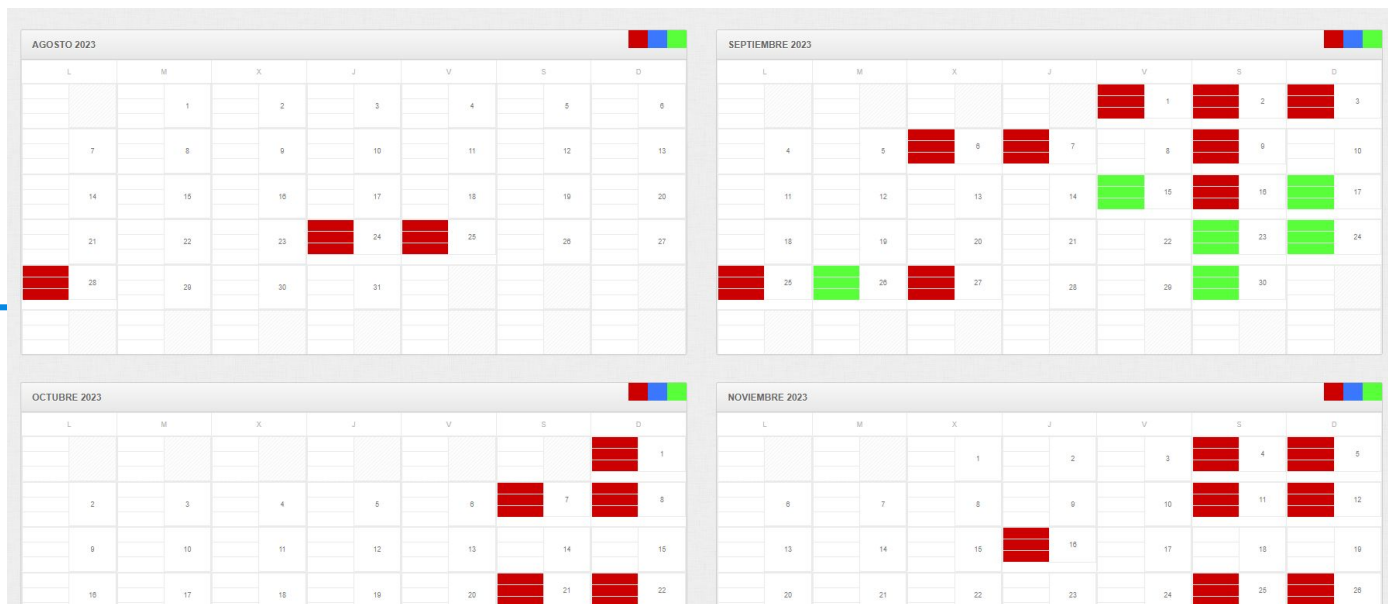 AGOSTO 2023
L M X J V S D
1 2 3 4 5 6
7 8 9 10 11 12 13
14 15 16 17 18 19 20
21 22 23 24 25 26 27
28 29 30 31
SEPTIEMBRE 2023
L M X J V S D
1 2 3
4 5 6 7 8 9 10
11 12 13 14 15 16 17
18 19 20 21 22 23 24
25 26 27 28 29 30
OCTUBRE 2023
L M X J V S D
1
2 3 4 5 6 7 8
9 10 11 12 13 14 15
16 17 18 19 20 21 22
NOVIEMBRE 2023
L M X J V S D
1 2 3 4 5
6 7 8 9 10 11 12
13 14 15 16 17 18 19
20 21 22 23 24 25 26